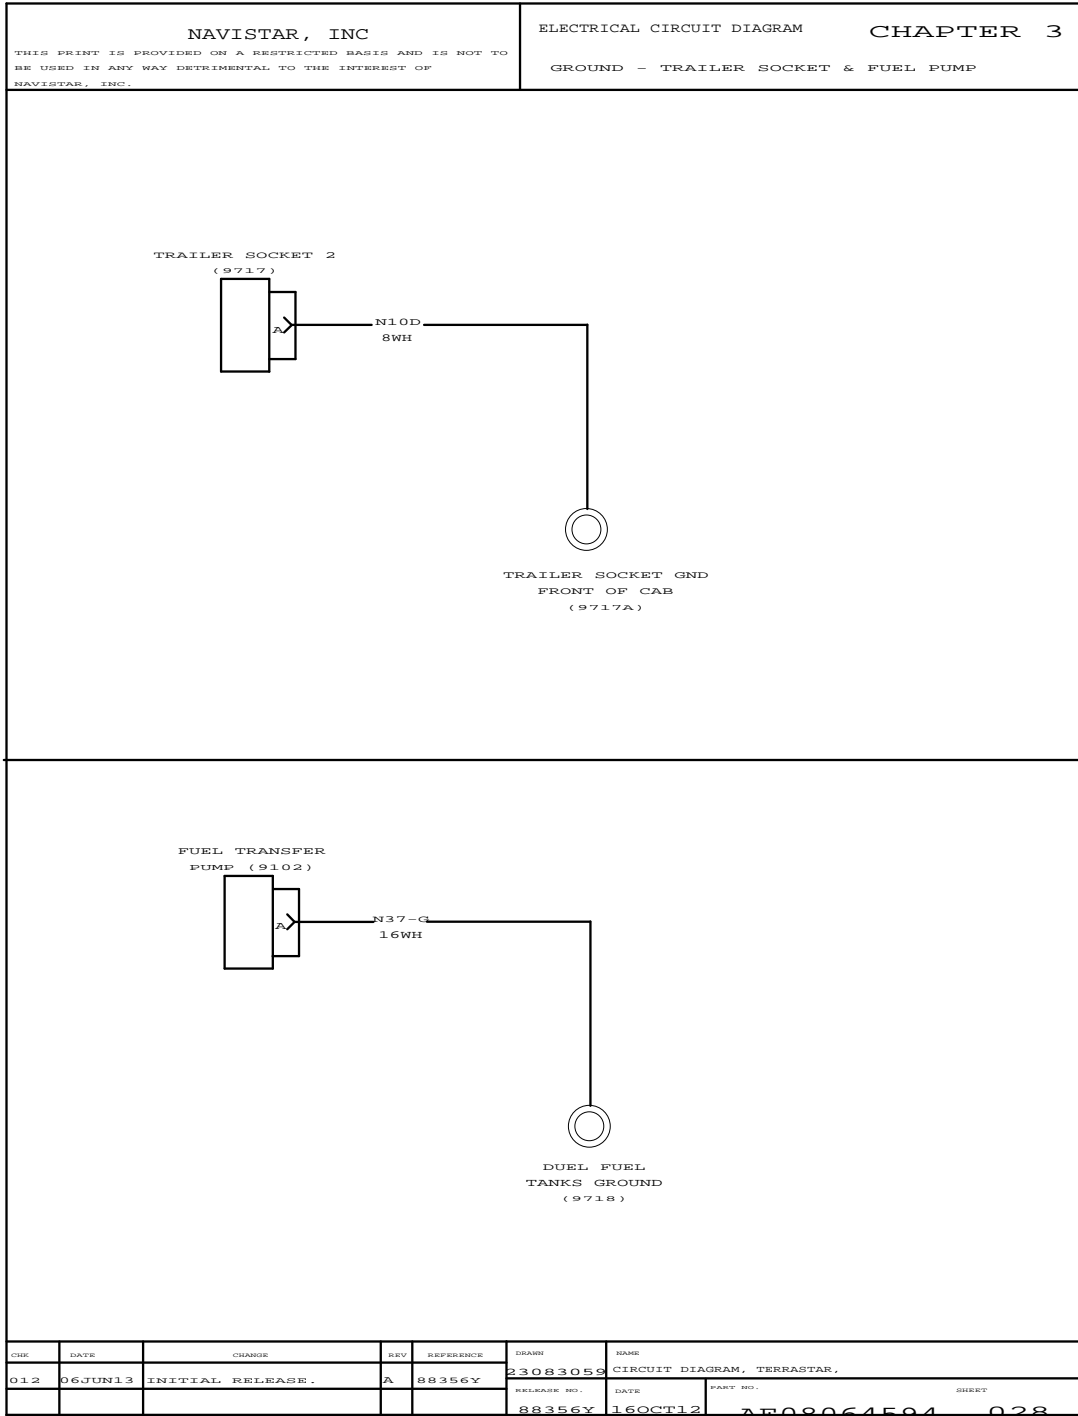 NAVISTAR, INC
THIS PRINT IS PROVIDED ON A RESTRICTED BASIS AND IS NOT TO
BE USED IN ANY WAY DETRIMENTAL TO THE INTEREST OF
NAVISTAR, INC.
ELECTRICAL CIRCUIT DIAGRAM
CHAPTER 3
GROUND - TRAILER SOCKET & FUEL PUMP
TRAILER SOCKET 2
(9717)
A
N10D
8WH
TRAILER SOCKET GND
FRONT OF CAB
(9717A)
FUEL TRANSFER
PUMP (9102)
A
N37-G
16WH
DUEL FUEL
TANKS GROUND
(9718)
CHK DATE CHANGE REV REFERENCE
012 06JUN13 INITIAL RELEASE. A 88356Y
DRAWN
23083059
NAME
CIRCUIT DIAGRAM, TERRASTAR,
RELEASE NO.
88356Y
DATE
16OCT12
PART NO.
AE08064594
SHEET
028